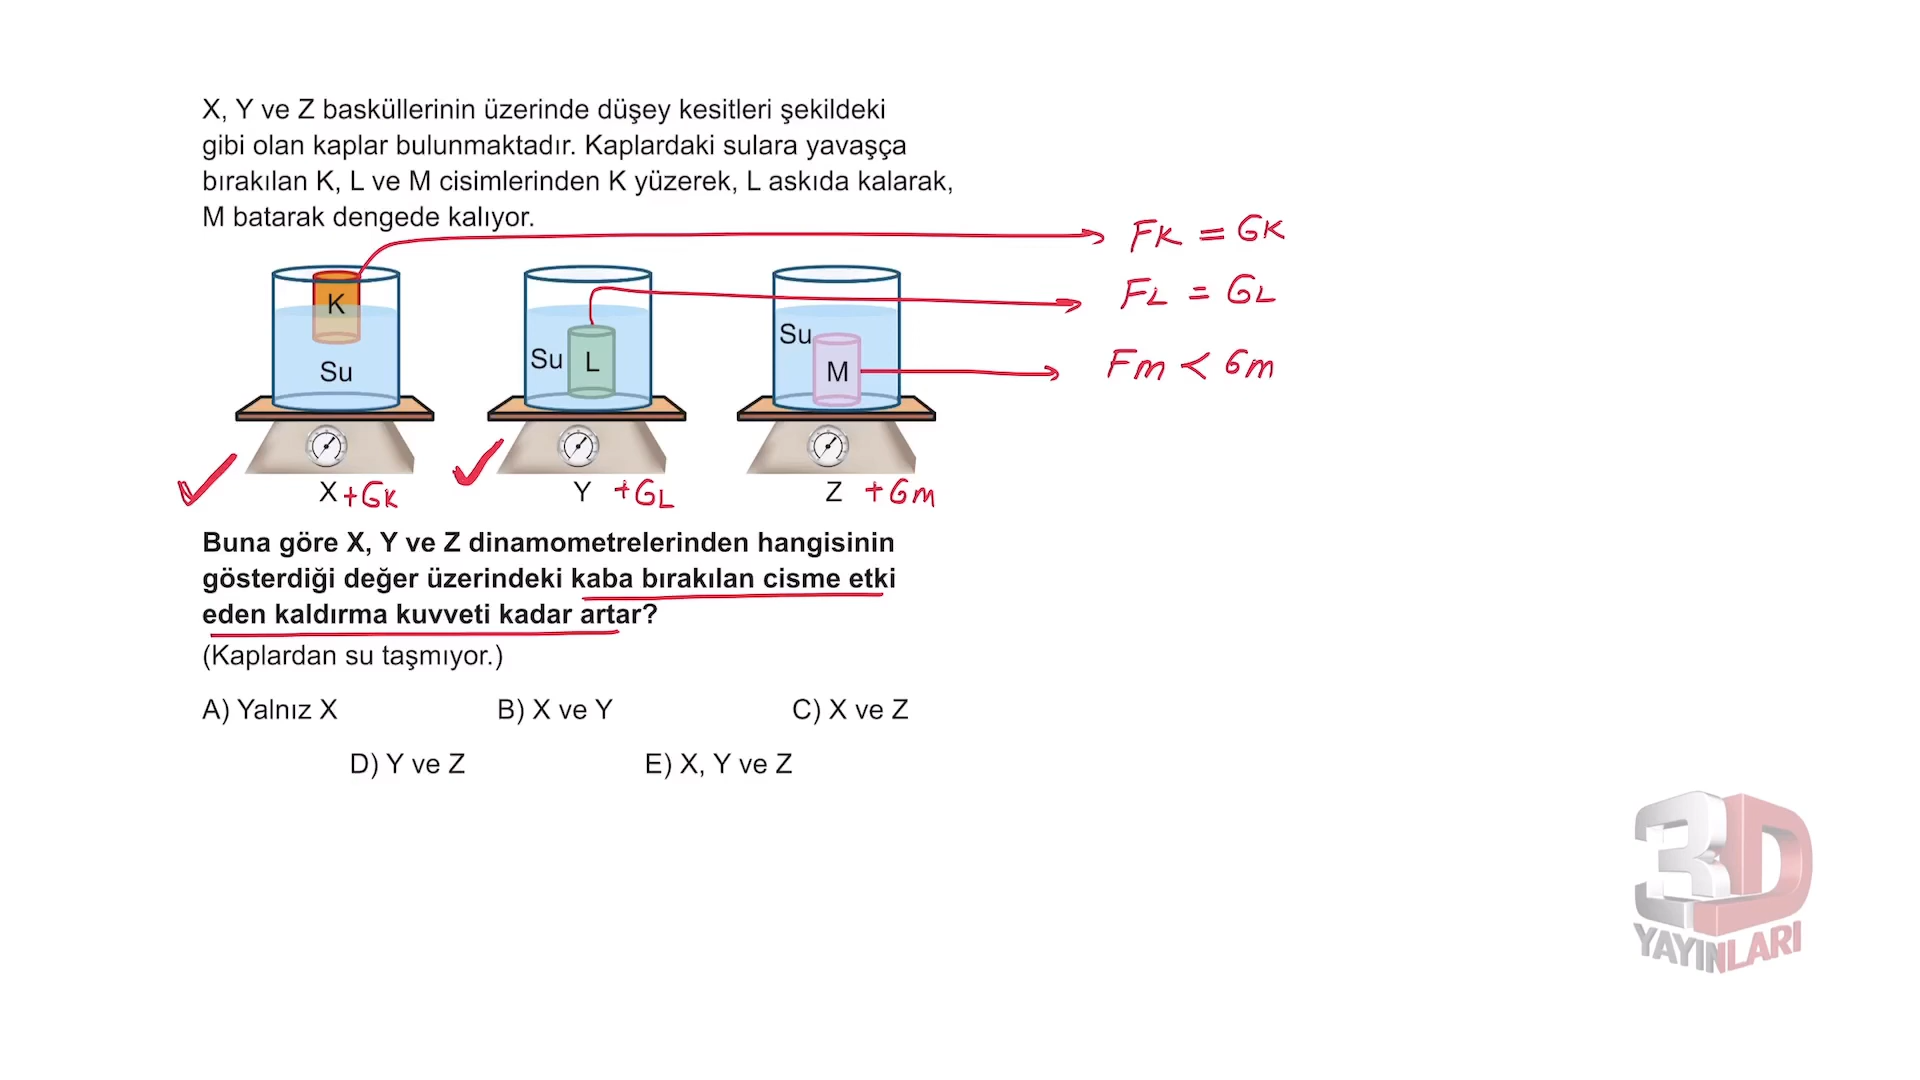 X, Y ve Z basküllerinin üzerinde düşey kesitleri şekildeki
gibi olan kaplar bulunmaktadır. Kaplardaki sulara yavaşça
bırakılan K, L ve M cisimlerinden K yüzerek, L askıda kalarak,
M batarak dengede kalıyor.
FK = GK
FL = GL
Fm < Gm
K
Su
Su
L
Su
M
X +GK
Y +GL
Z +Gm
Buna göre X, Y ve Z dinamometrelerinden hangisinin
gösterdiği değer üzerindeki kaba bırakılan cisme etki
eden kaldırma kuvveti kadar artar?
(Kaplardan su taşmıyor.)
A) Yalnız X
B) X ve Y
C) X ve Z
D) Y ve Z
E) X, Y ve Z
3D
YAYINLARI